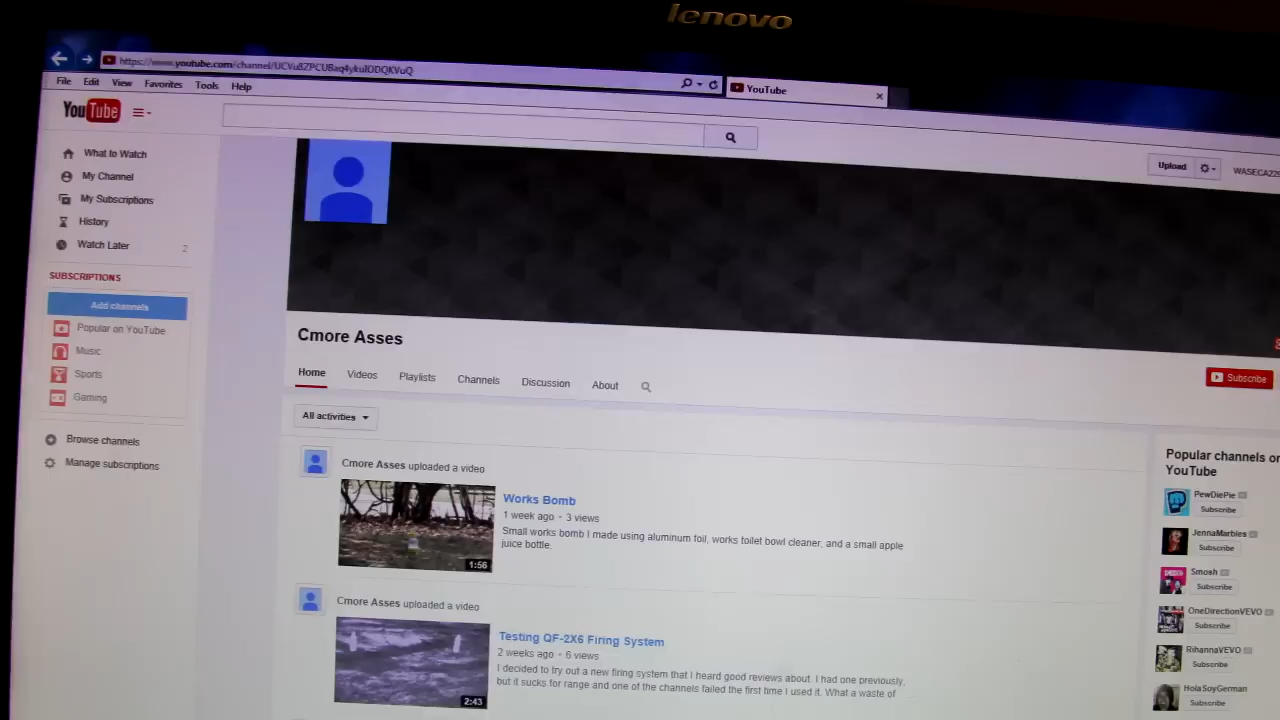 lenovo
YouTube
File Edit View Favorites Tools Help
YouTube
Upload
What to Watch
My Channel
My Subscriptions
History
Watch Later 2
SUBSCRIPTIONS
Add channels
Popular on YouTube
Music
Sports
Gaming
Browse channels
Manage subscriptions
Cmore Asses
Subscribe
Home Videos Playlists Channels Discussion About
All activities
Cmore Asses uploaded a video
Works Bomb
1 week ago · 3 views
Small works bomb I made using aluminum foil, works toilet bowl cleaner, and a small apple
juice bottle.
1:56
Cmore Asses uploaded a video
Testing QF-2X6 Firing System
2 weeks ago · 6 views
I decided to try out a new firing system that I heard good reviews about. I had one previously,
but it sucks for range and one of the channels failed the first time I used it. What a waste of
2:43
Popular channels on
YouTube
PewDiePie
Subscribe
JennaMarbles
Subscribe
Smosh
Subscribe
OneDirectionVEVO
Subscribe
RihannaVEVO
Subscribe
HolaSoyGerman
Subscribe